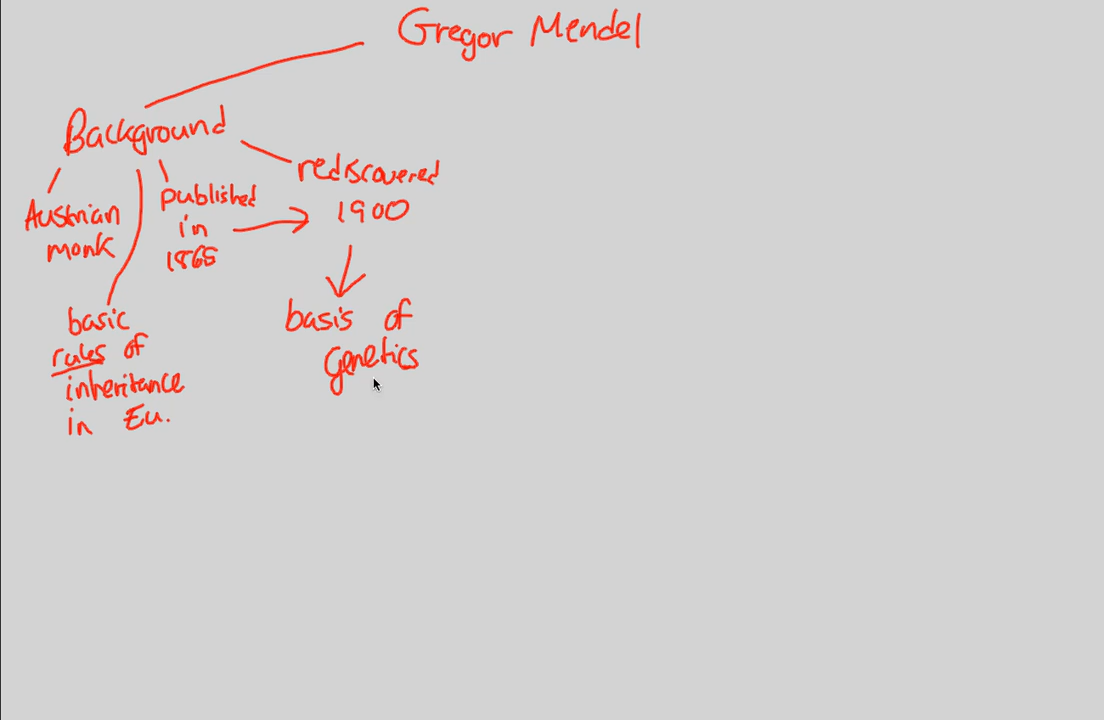 Gregor Mendel
Background
Austrian
monk
published
in
1865
rediscovered
1900
basic
rules of
inheritance
in Eu.
basis of
Genetics